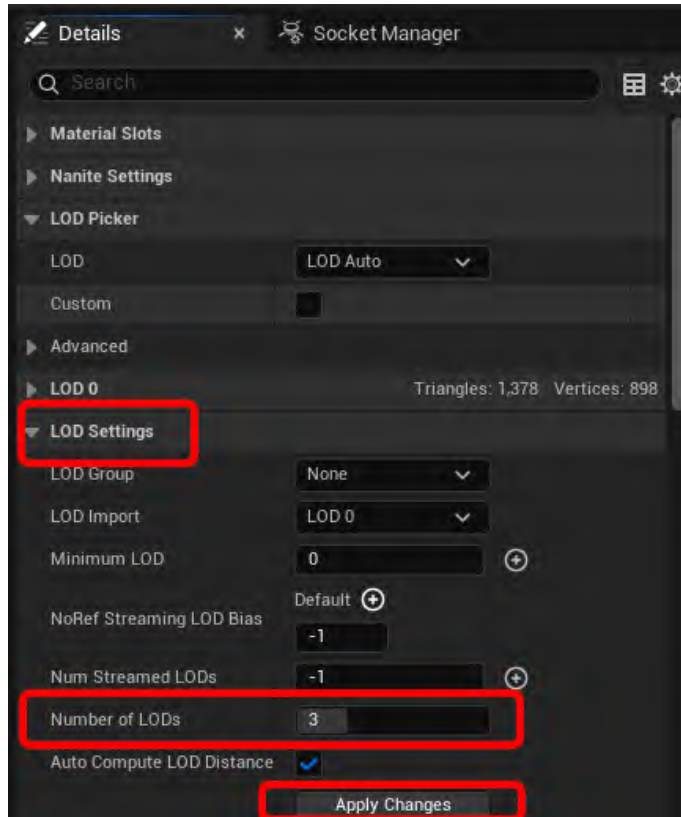 Details × Socket Manager
Search
Material Slots
Nanite Settings
LOD Picker
LOD LOD Auto
Custom
Advanced
LOD 0 Triangles: 1,378 Vertices: 898
LOD Settings
LOD Group None
LOD Import LOD 0
Minimum LOD 0
NoRef Streaming LOD Bias Default
-1
Num Streamed LODs -1
Number of LODs 3
Auto Compute LOD Distance
Apply Changes